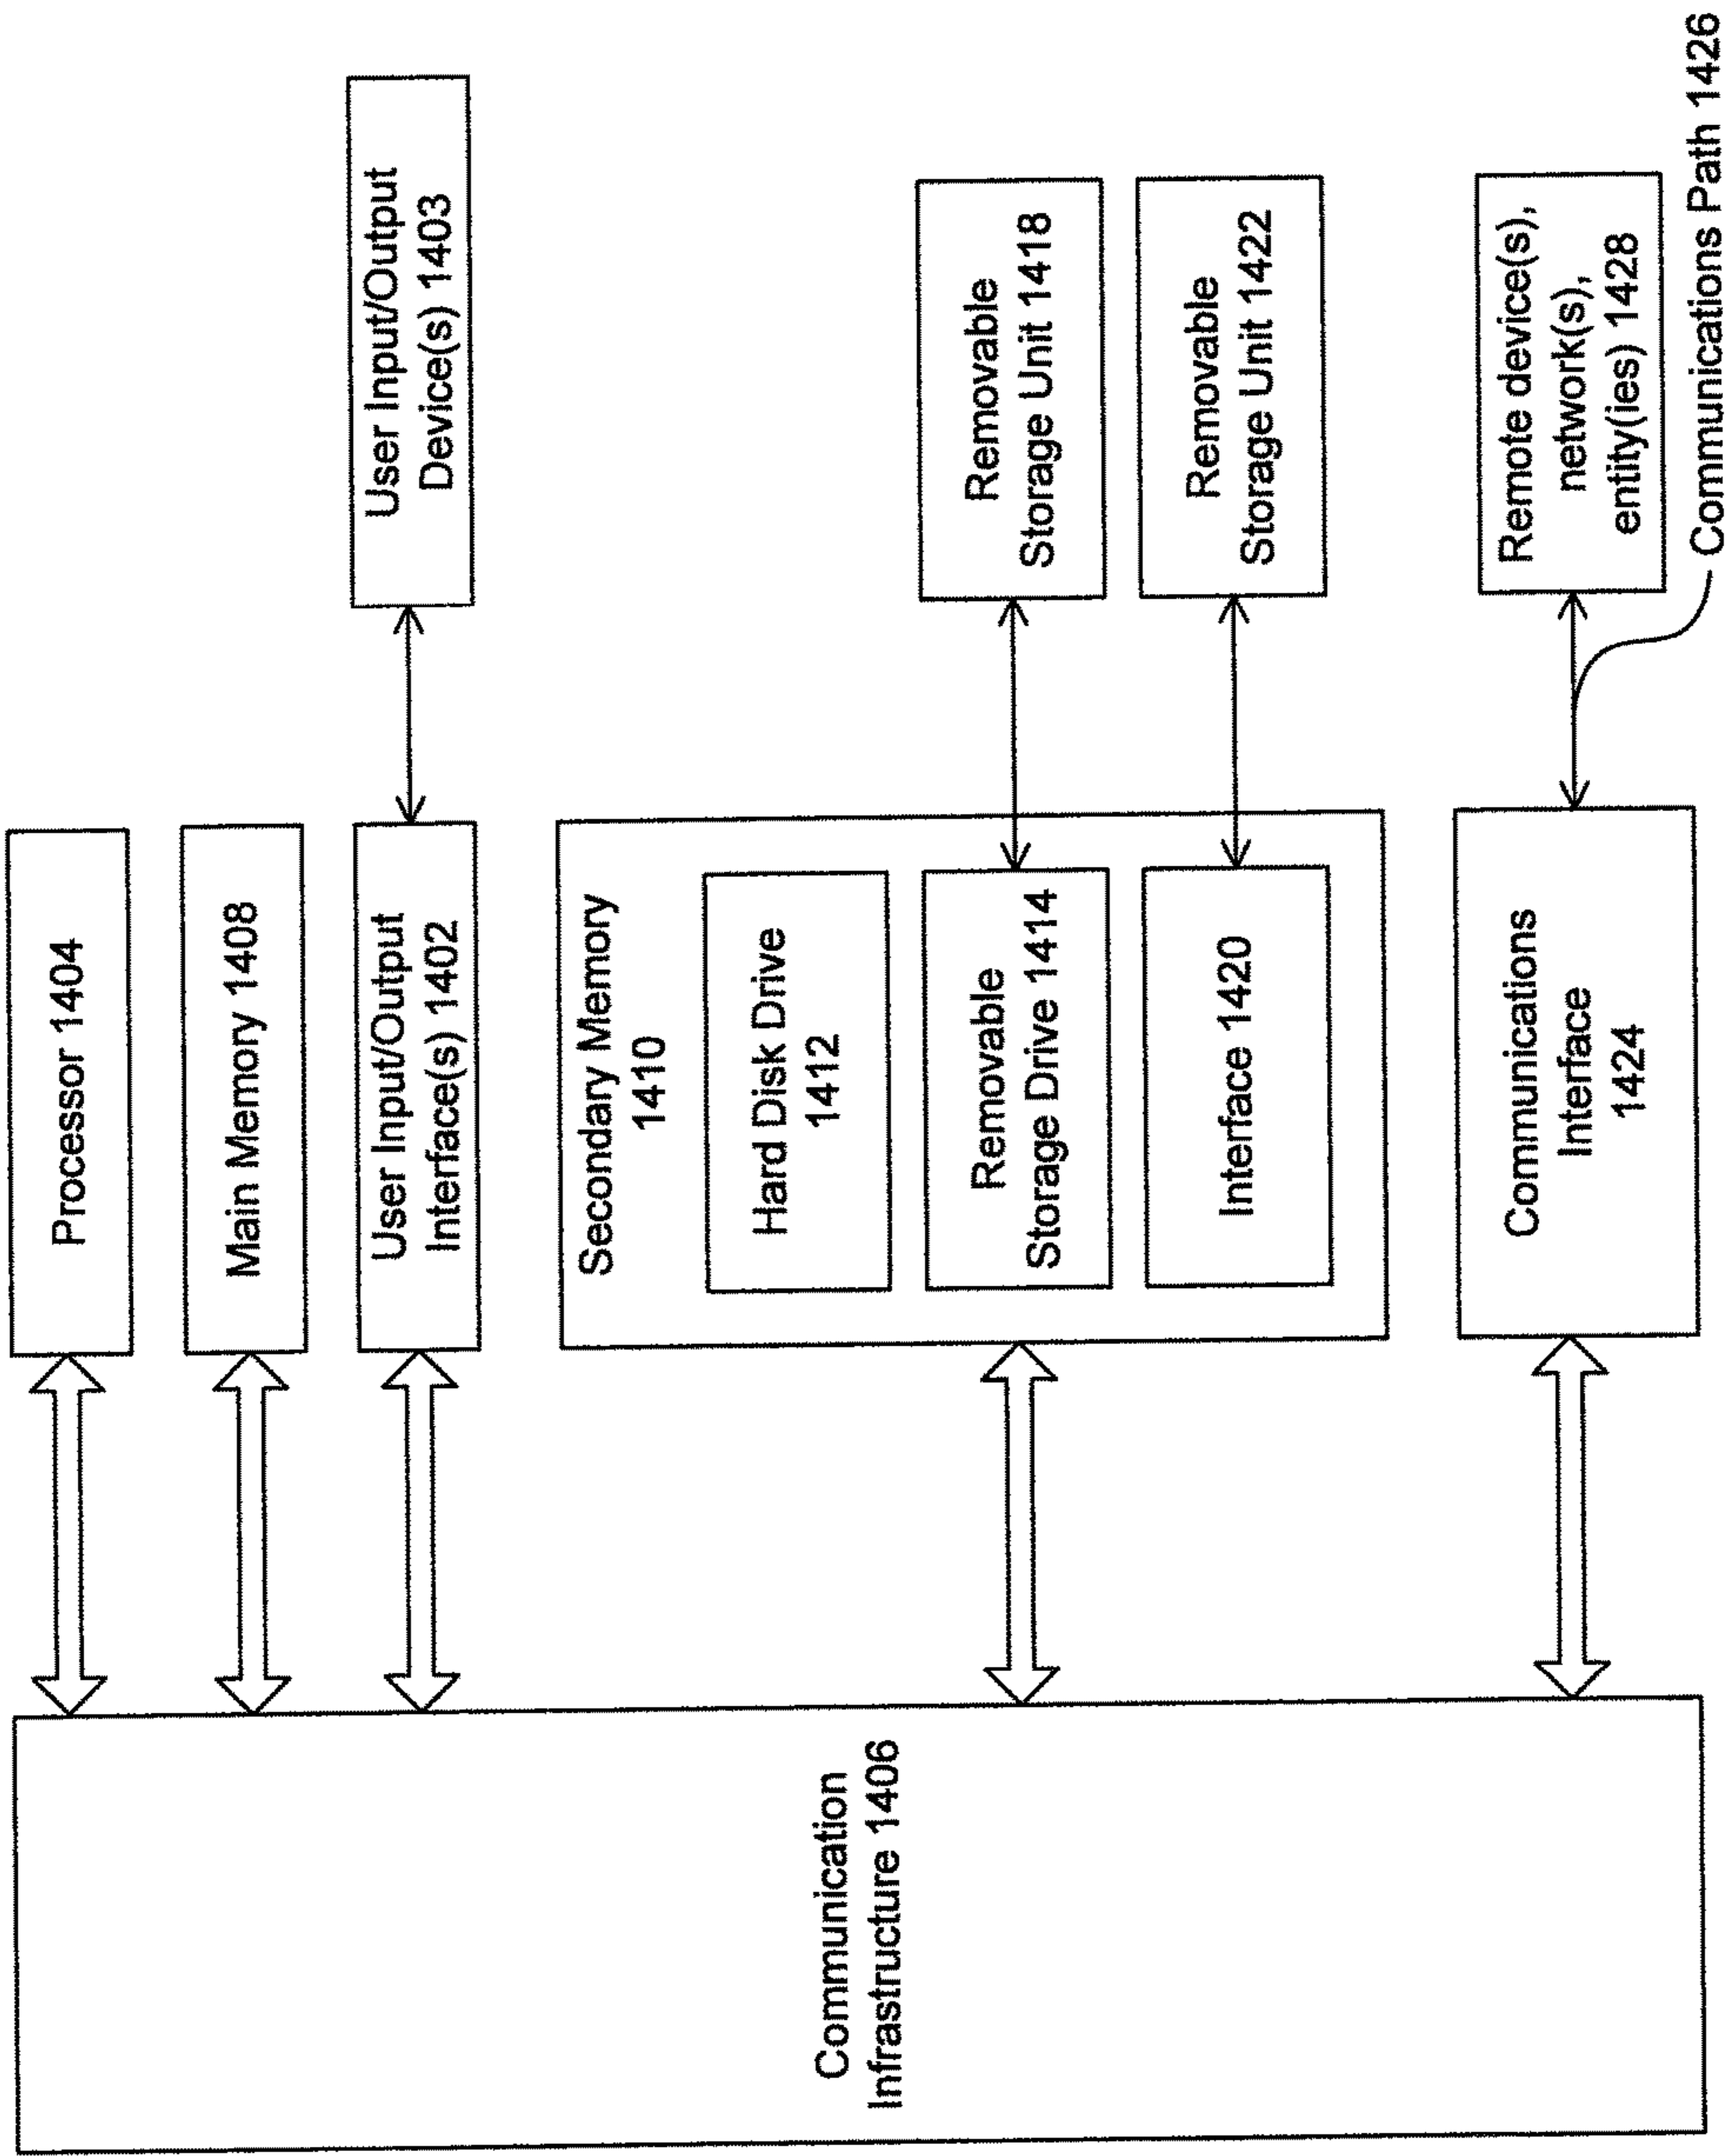 Processor 1404
Main Memory 1408
User Input/Output
Interface(s) 1402
User Input/Output
Device(s) 1403
Secondary Memory
1410
Hard Disk Drive
1412
Removable
Storage Drive 1414
Removable
Storage Unit 1418
Interface 1420
Removable
Storage Unit 1422
Communications
Interface
1424
Remote device(s),
network(s),
entity(ies) 1428
Communications Path 1426
Communication
Infrastructure 1406